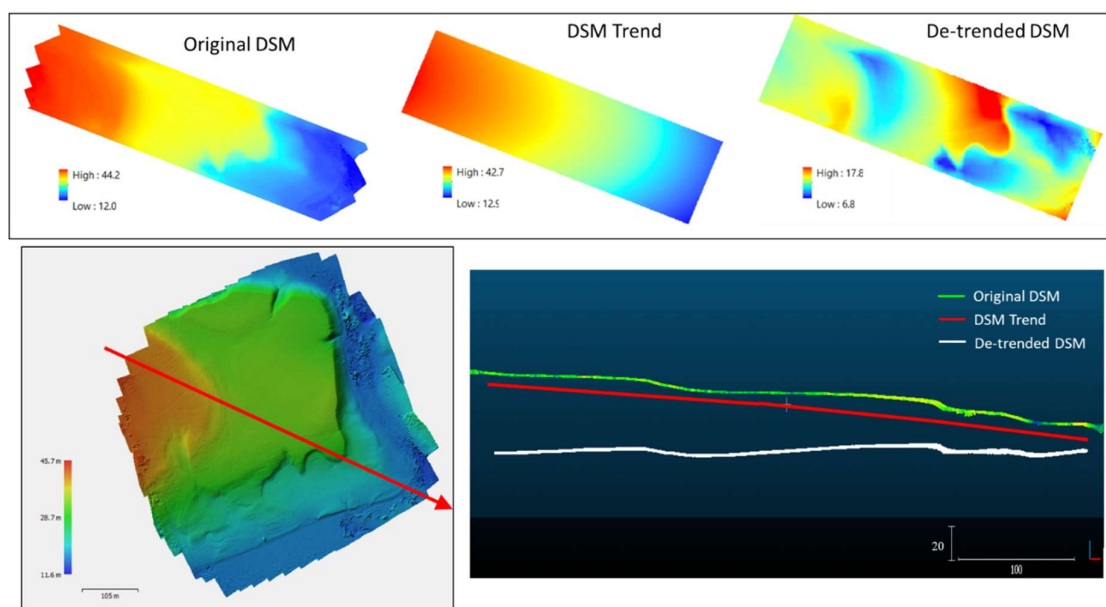 Original DSM
DSM Trend
De-trended DSM
High : 44.2
Low : 12.0
High : 42.7
Low : 12.9
High : 17.8
Low : 6.8
45.7 m
28.7 m
11.6 m
105 m
Original DSM
DSM Trend
De-trended DSM
20
100